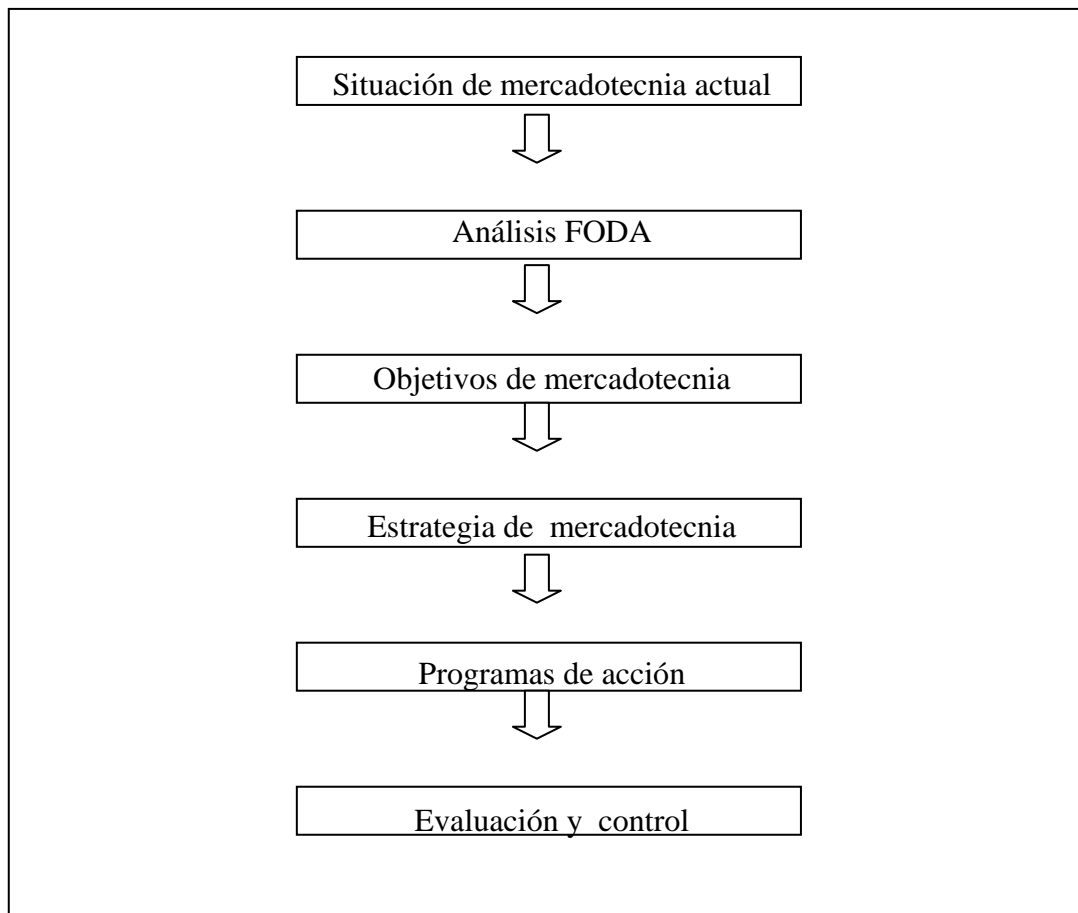 Situación de mercadotecnia actual
Análisis FODA
Objetivos de mercadotecnia
Estrategia de mercadotecnia
Programas de acción
Evaluación y control